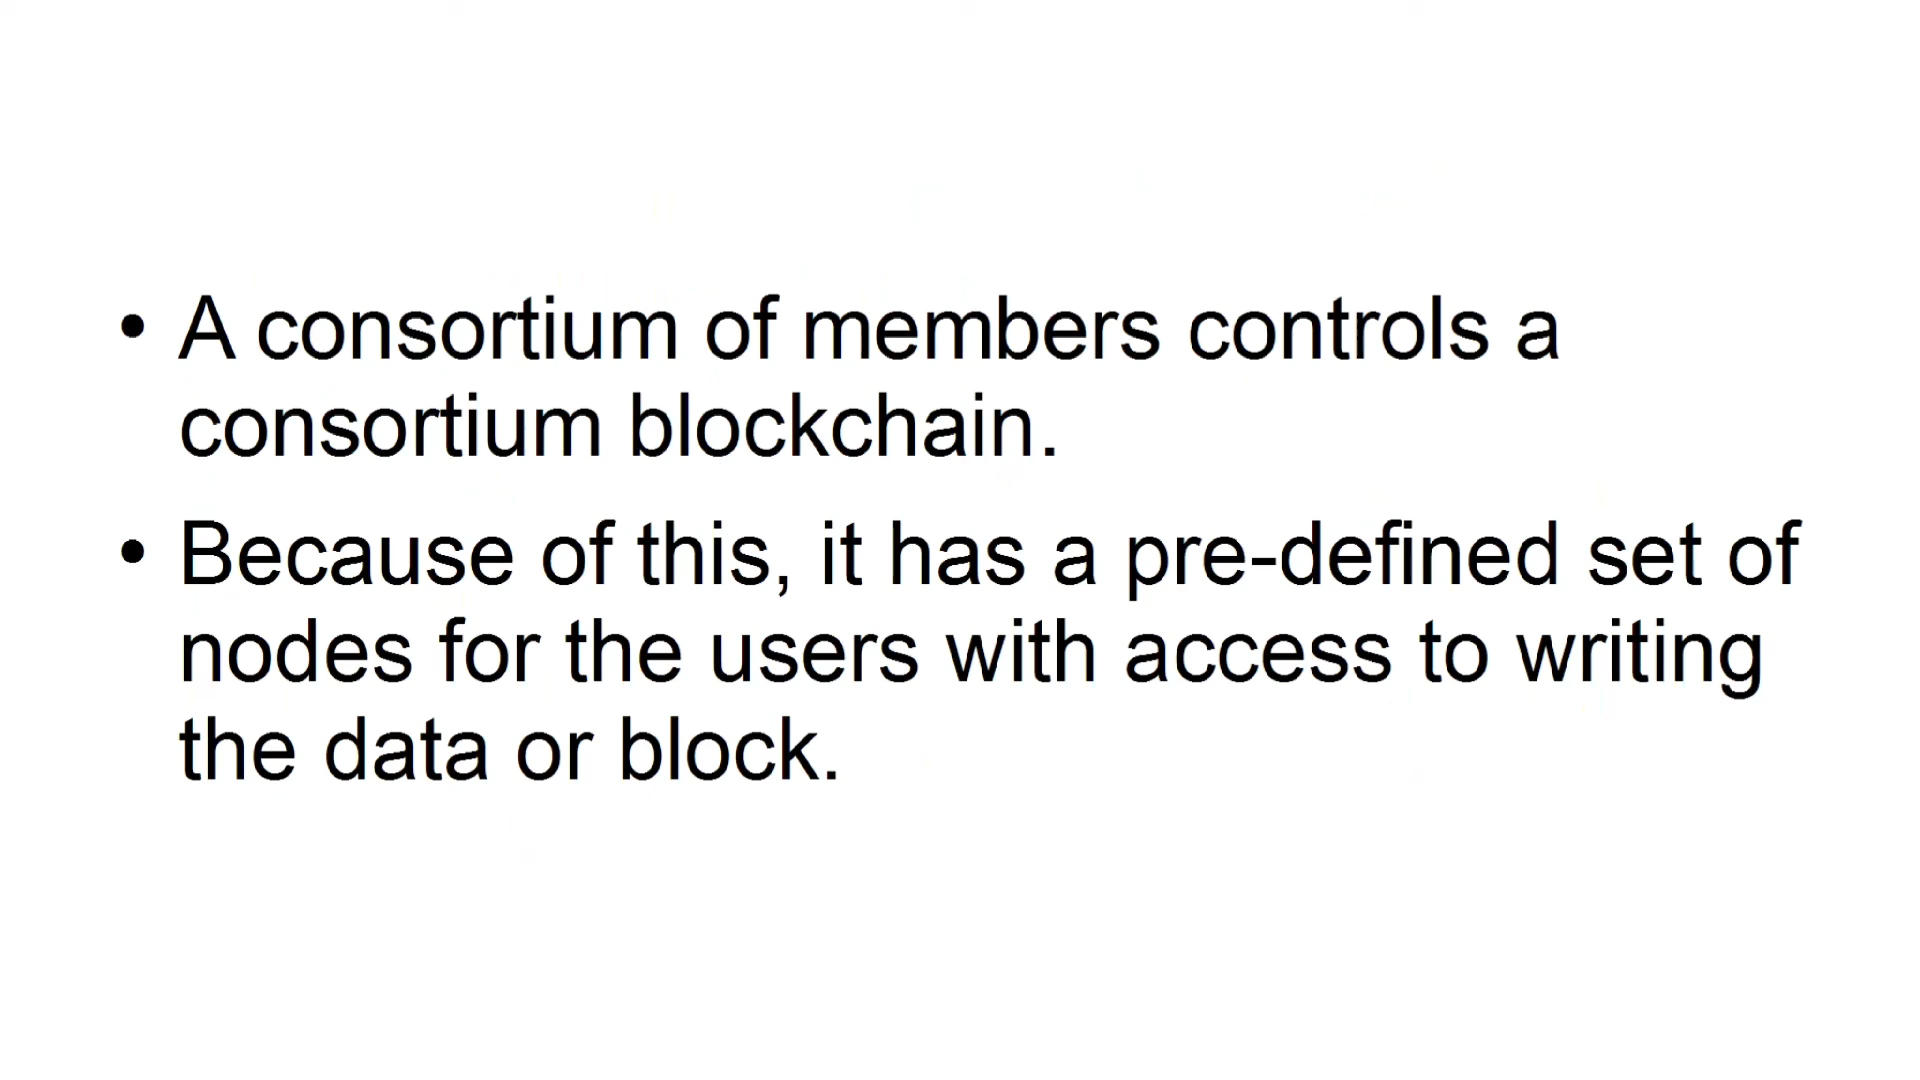 • A consortium of members controls a
consortium blockchain.
• Because of this, it has a pre-defined set of
nodes for the users with access to writing
the data or block.